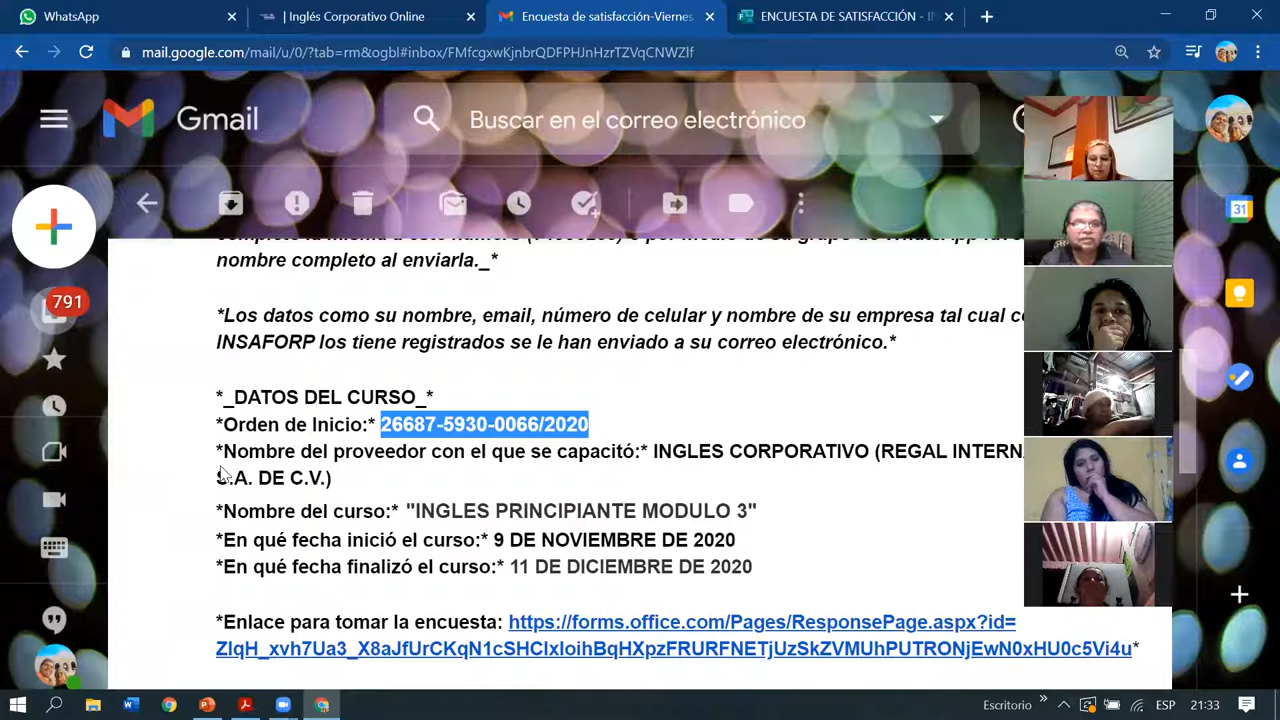 WhatsApp
| Inglés Corporativo Online
Encuesta de satisfacción-Viernes
ENCUESTA DE SATISFACCIÓN - I
mail.google.com/mail/u/0/?tab=rm&ogbl#inbox/FMfcgxwKjnbrQDFPHJnHzrTZVqCNWZlf
Gmail
Buscar en el correo electrónico
nombre completo al enviarla._*
*Los datos como su nombre, email, número de celular y nombre de su empresa tal cual
INSAFORP los tiene registrados se le han enviado a su correo electrónico.*
*_DATOS DEL CURSO_*
*Orden de Inicio:* 26687-5930-0066/2020
*Nombre del proveedor con el que se capacitó:* INGLES CORPORATIVO (REGAL INTERN
S.A. DE C.V.)
*Nombre del curso:* "INGLES PRINCIPIANTE MODULO 3"
*En qué fecha inició el curso:* 9 DE NOVIEMBRE DE 2020
*En qué fecha finalizó el curso:* 11 DE DICIEMBRE DE 2020
*Enlace para tomar la encuesta: https://forms.office.com/Pages/ResponsePage.aspx?id=
ZlqH_xvh7Ua3_X8aJfUrCKqN1cSHClxloihBqHXpzFRURFNETjUzSkZVMUhPUTRONjEwN0xHU0c5Vi4u*
791
31
Escritorio
ESP
21:33